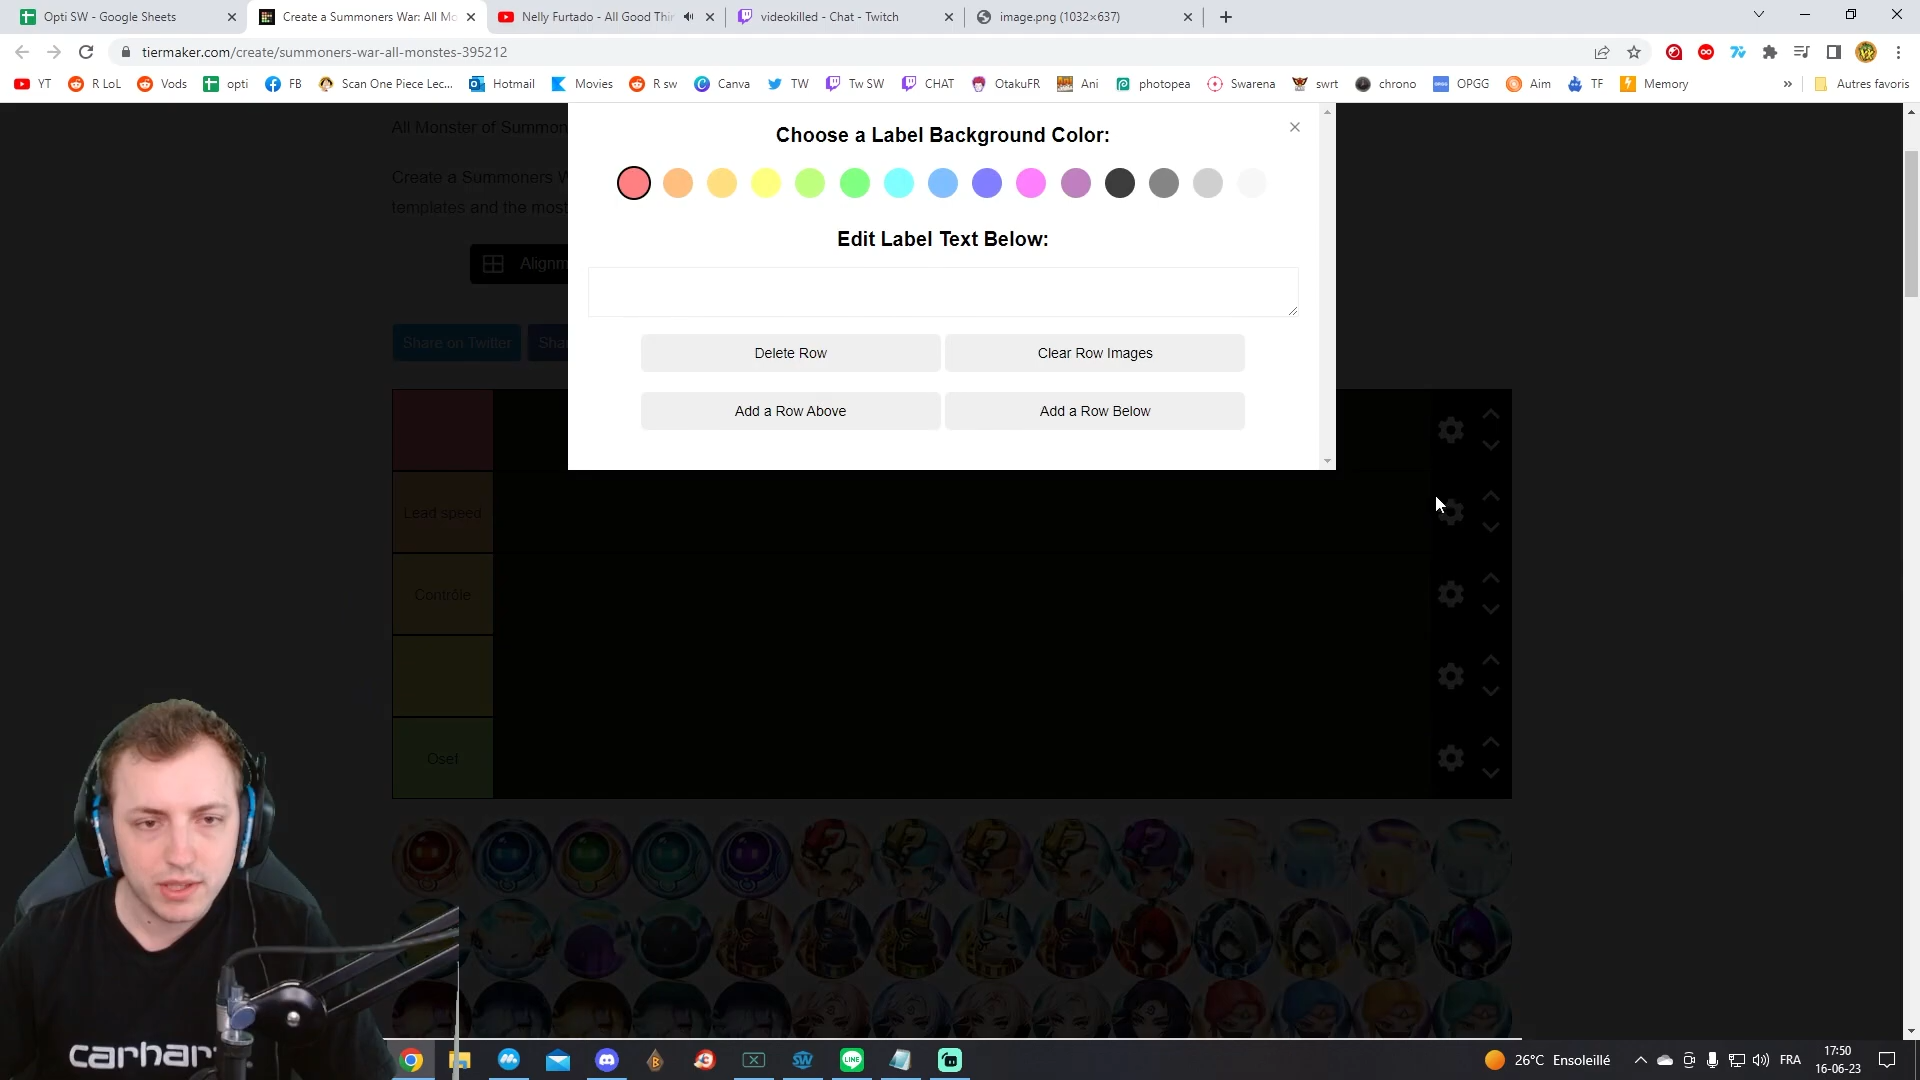 Opti SW - Google Sheets
Create a Summoners War: All Mo
Nelly Furtado - All Good Thin
videokilled - Chat - Twitch
image.png (1032×637)
tiermaker.com/create/summoners-war-all-monstes-395212
YT
R LoL
Vods
opti
FB
Scan One Piece Lec...
Hotmail
Movies
R sw
Canva
TW
Tw SW
CHAT
OtakuFR
Ani
photopea
Swarena
swrt
chrono
OPGG
Aim
TF
Memory
»
Autres favoris
All Monster of Summon
Create a Summoners W
templates and the most
Alignm
Share on Twitter
Sha
Choose a Label Background Color:
Edit Label Text Below:
Delete Row
Clear Row Images
Add a Row Above
Add a Row Below
Lead speed
Contrôle
Osef
carhar
26°C Ensoleillé
FRA
17:50
16-06-23